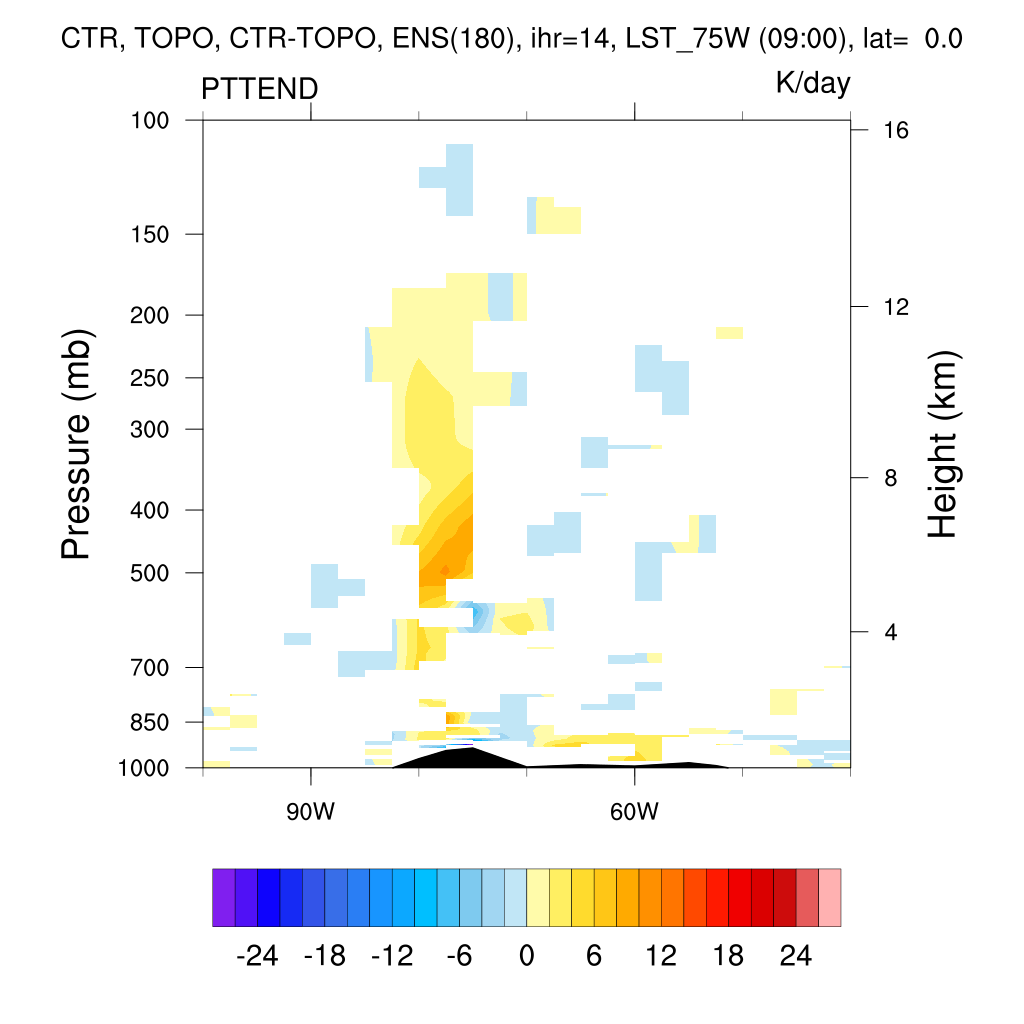 CTR, TOPO, CTR-TOPO, ENS(180), ihr=14, LST_75W (09:00), lat= 0.0
PTTEND K/day
100
150
200
250
300
400
500
700
850
1000
Pressure (mb)
16
12
8
4
Height (km)
90W 60W
-24 -18 -12 -6 0 6 12 18 24